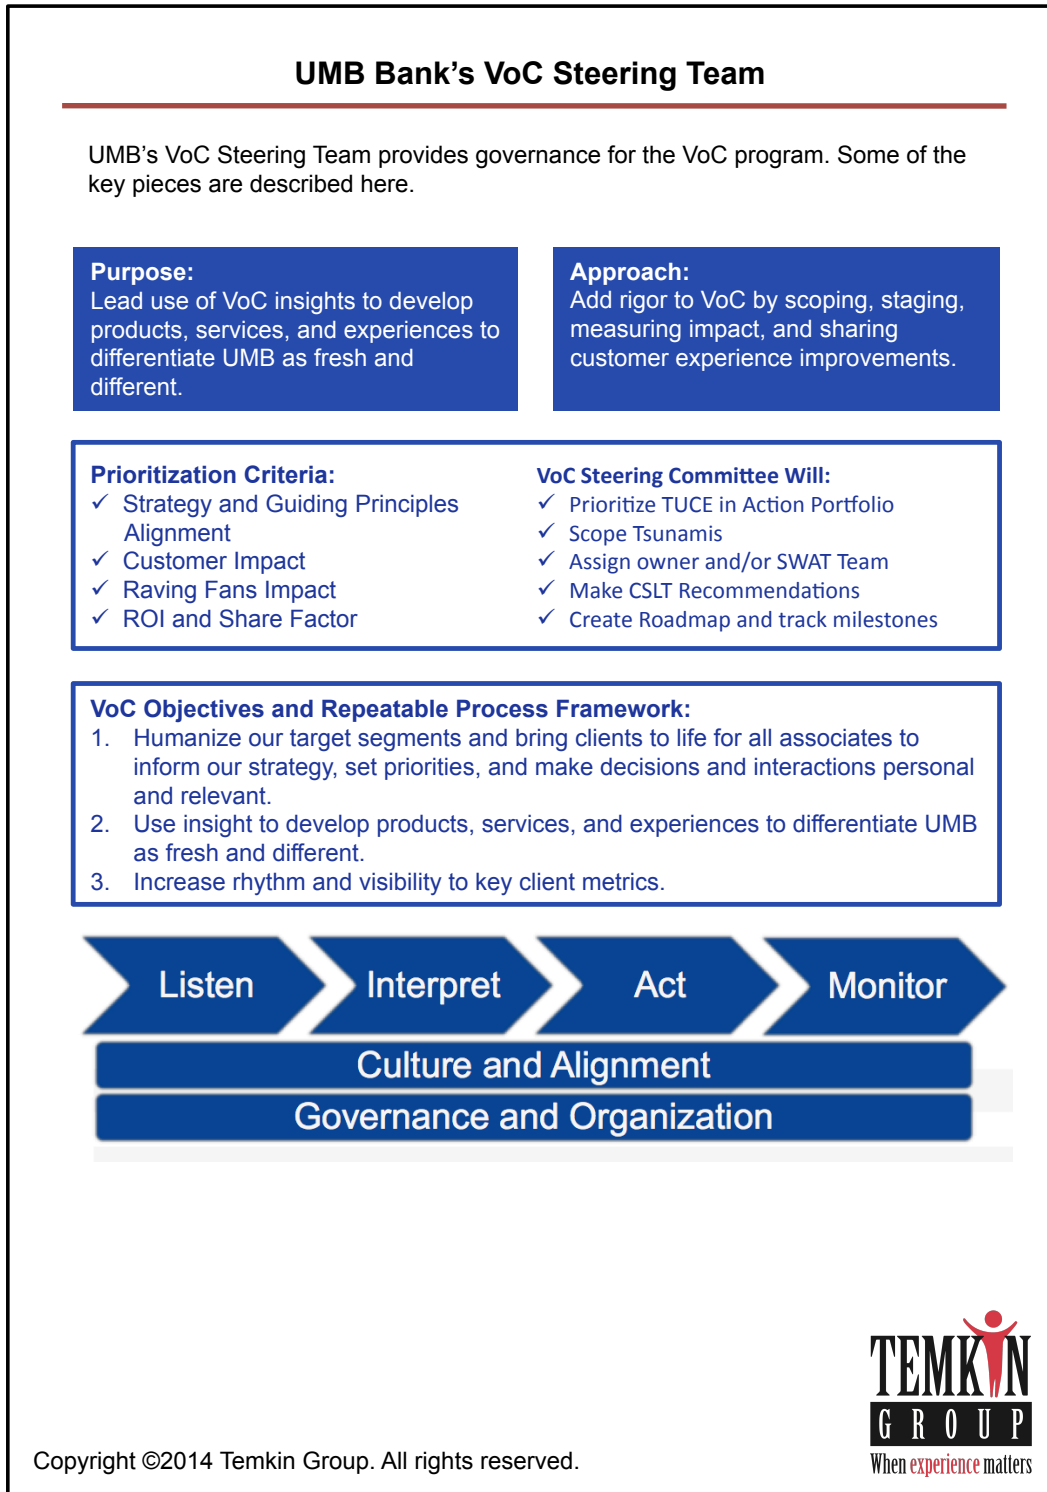 UMB Bank's VoC Steering Team
UMB's VoC Steering Team provides governance for the VoC program. Some of the
key pieces are described here.
Purpose:
Lead use of VoC insights to develop
products, services, and experiences to
differentiate UMB as fresh and
different.
Approach:
Add rigor to VoC by scoping, staging,
measuring impact, and sharing
customer experience improvements.
Prioritization Criteria:
✓ Strategy and Guiding Principles
Alignment
✓ Customer Impact
✓ Raving Fans Impact
✓ ROI and Share Factor
VoC Steering Committee Will:
✓ Prioritize TUCE in Action Portfolio
✓ Scope Tsunamis
✓ Assign owner and/or SWAT Team
✓ Make CSLT Recommendations
✓ Create Roadmap and track milestones
VoC Objectives and Repeatable Process Framework:
1. Humanize our target segments and bring clients to life for all associates to
inform our strategy, set priorities, and make decisions and interactions personal
and relevant.
2. Use insight to develop products, services, and experiences to differentiate UMB
as fresh and different.
3. Increase rhythm and visibility to key client metrics.
Listen
Interpret
Act
Monitor
Culture and Alignment
Governance and Organization
TEMKIN
GROUP
When experience matters
Copyright ©2014 Temkin Group. All rights reserved.